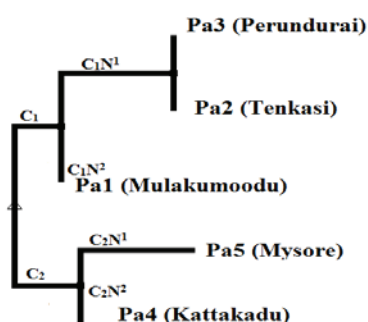 Pa3 (Perundurai)
C₁N¹
Pa2 (Tenkasi)
C₁
C₁N²
Pa1 (Mulakumoodu)
C₂N¹
Pa5 (Mysore)
C₂
C₂N²
Pa4 (Kattakadu)